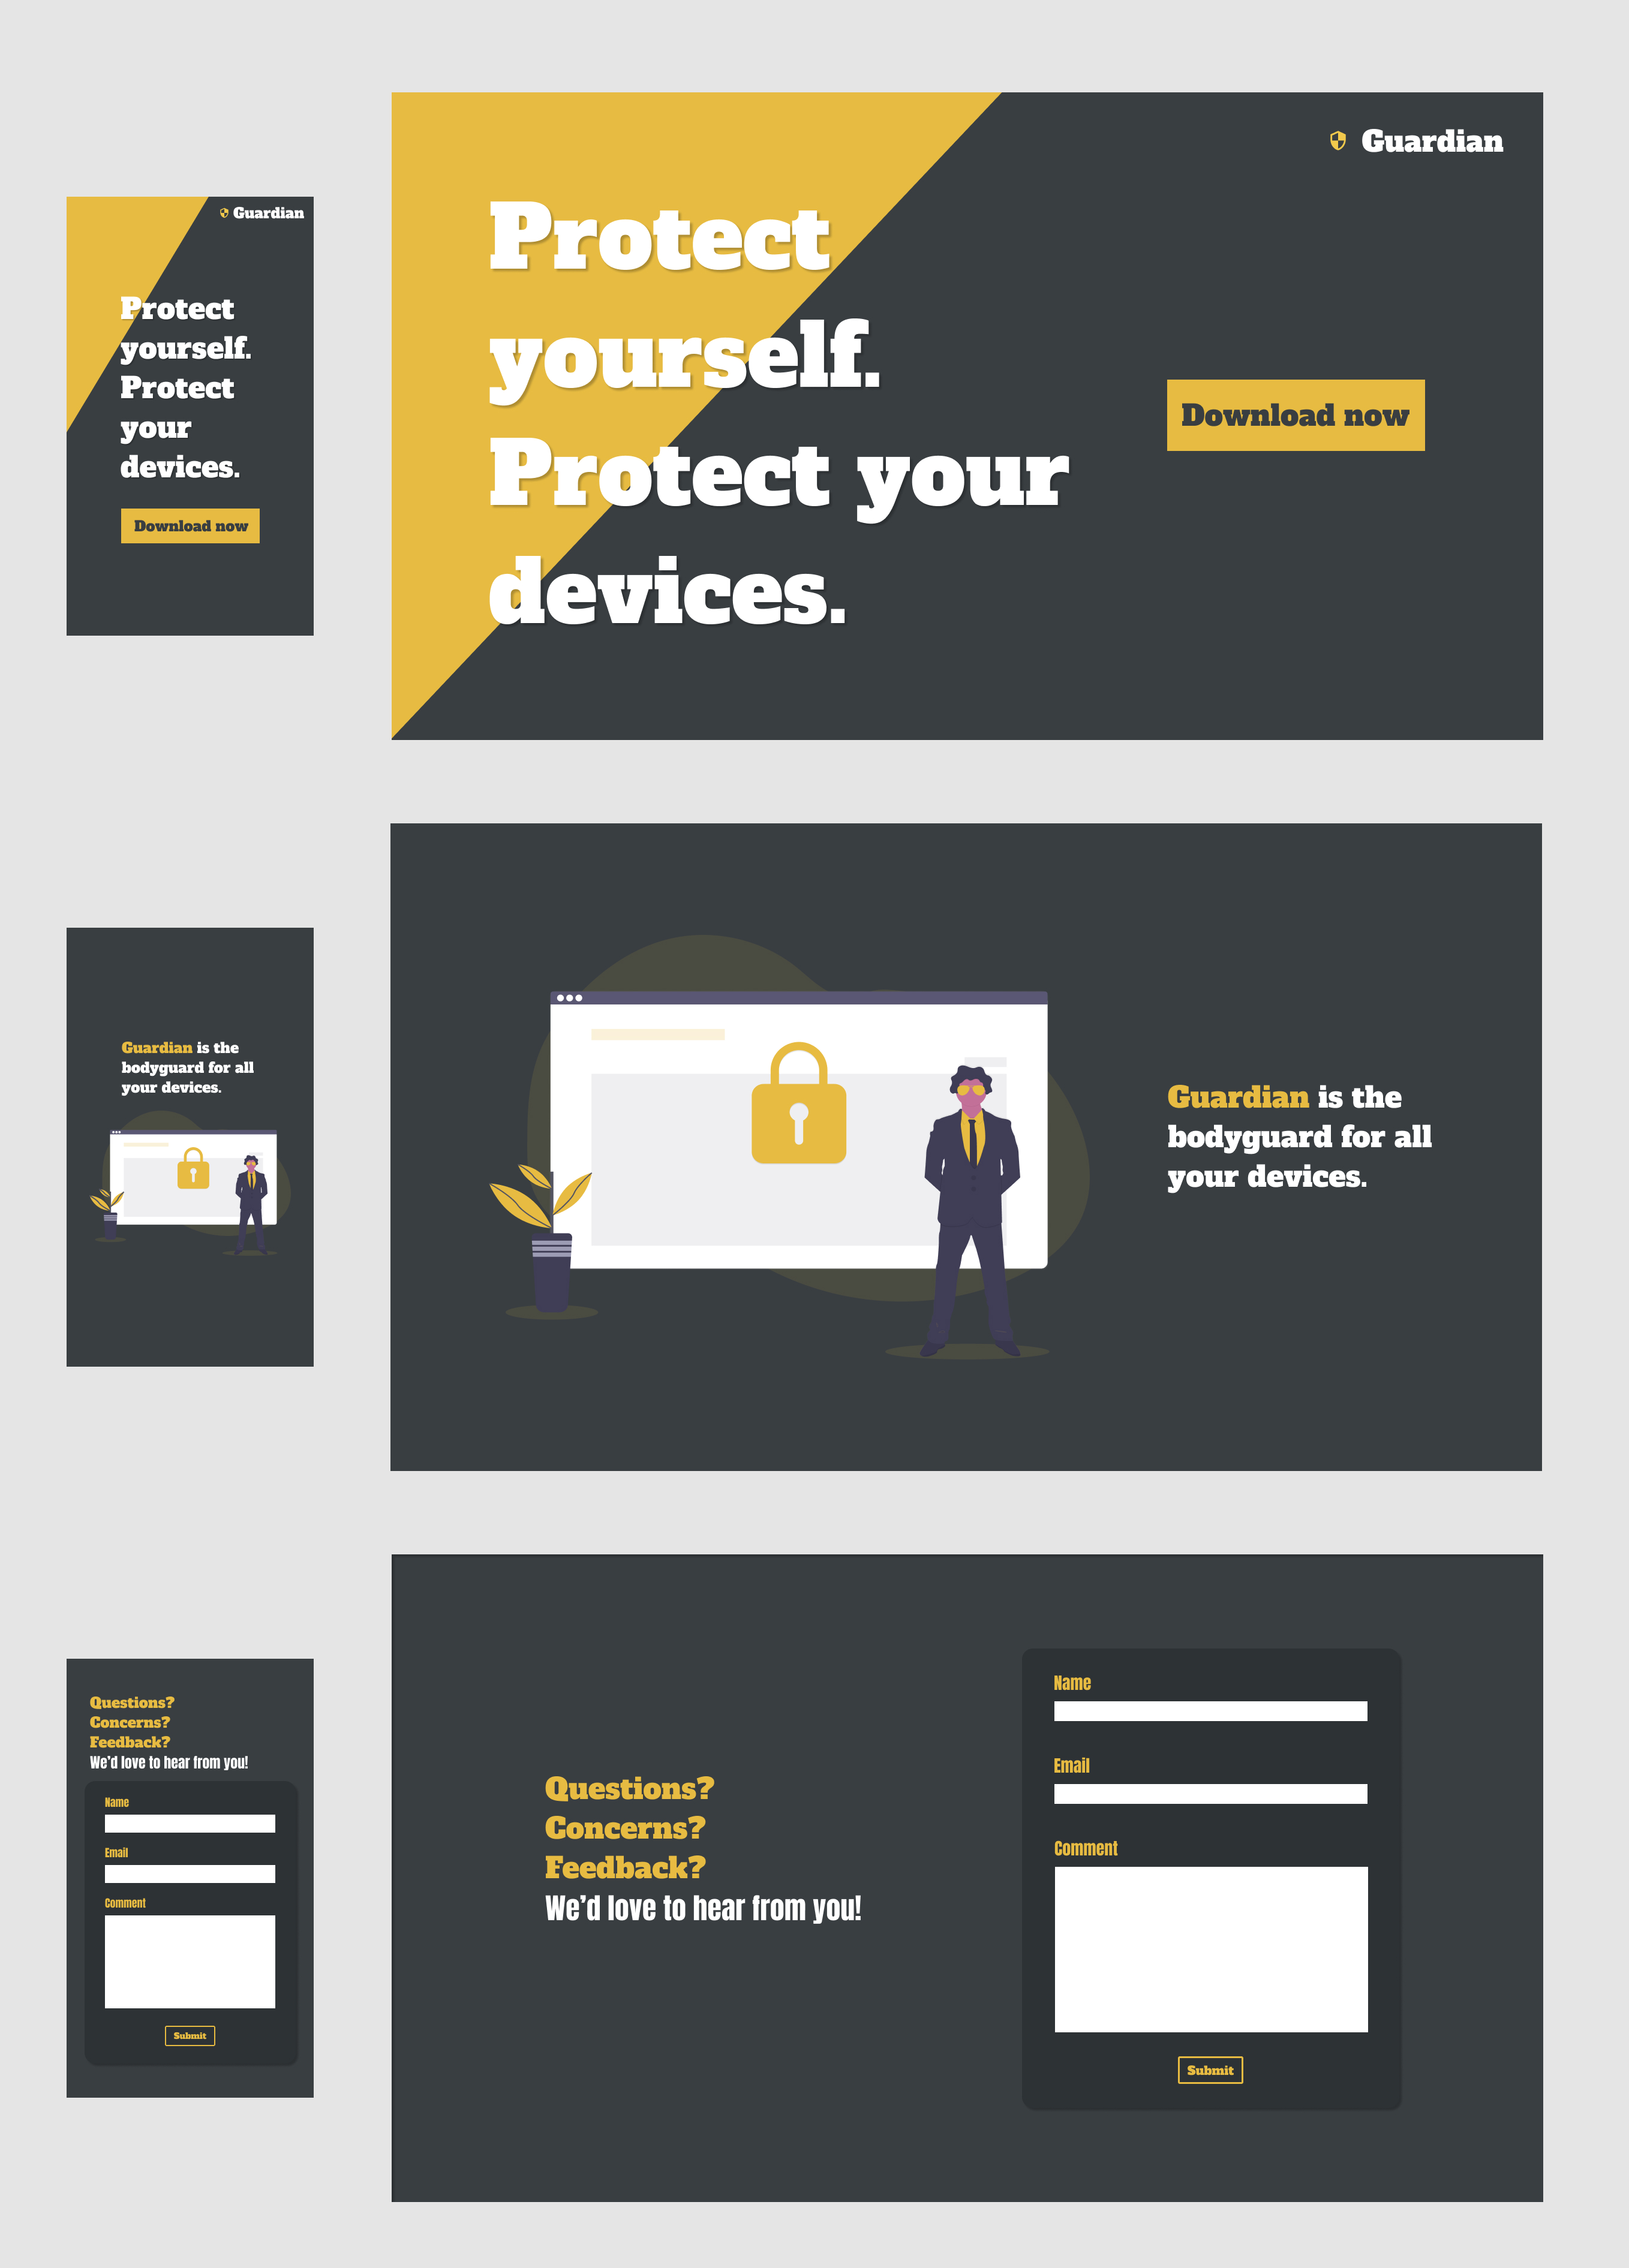 Guardian
Protect
yourself.
Protect
your
devices.
Download now
Guardian
Protect
yourself.
Protect your
devices.
Download now
Guardian is the
bodyguard for all
your devices.
Guardian is the
bodyguard for all
your devices.
Questions?
Concerns?
Feedback?
We’d love to hear from you!
Name
Email
Comment
Submit
Questions?
Concerns?
Feedback?
We’d love to hear from you!
Name
Email
Comment
Submit